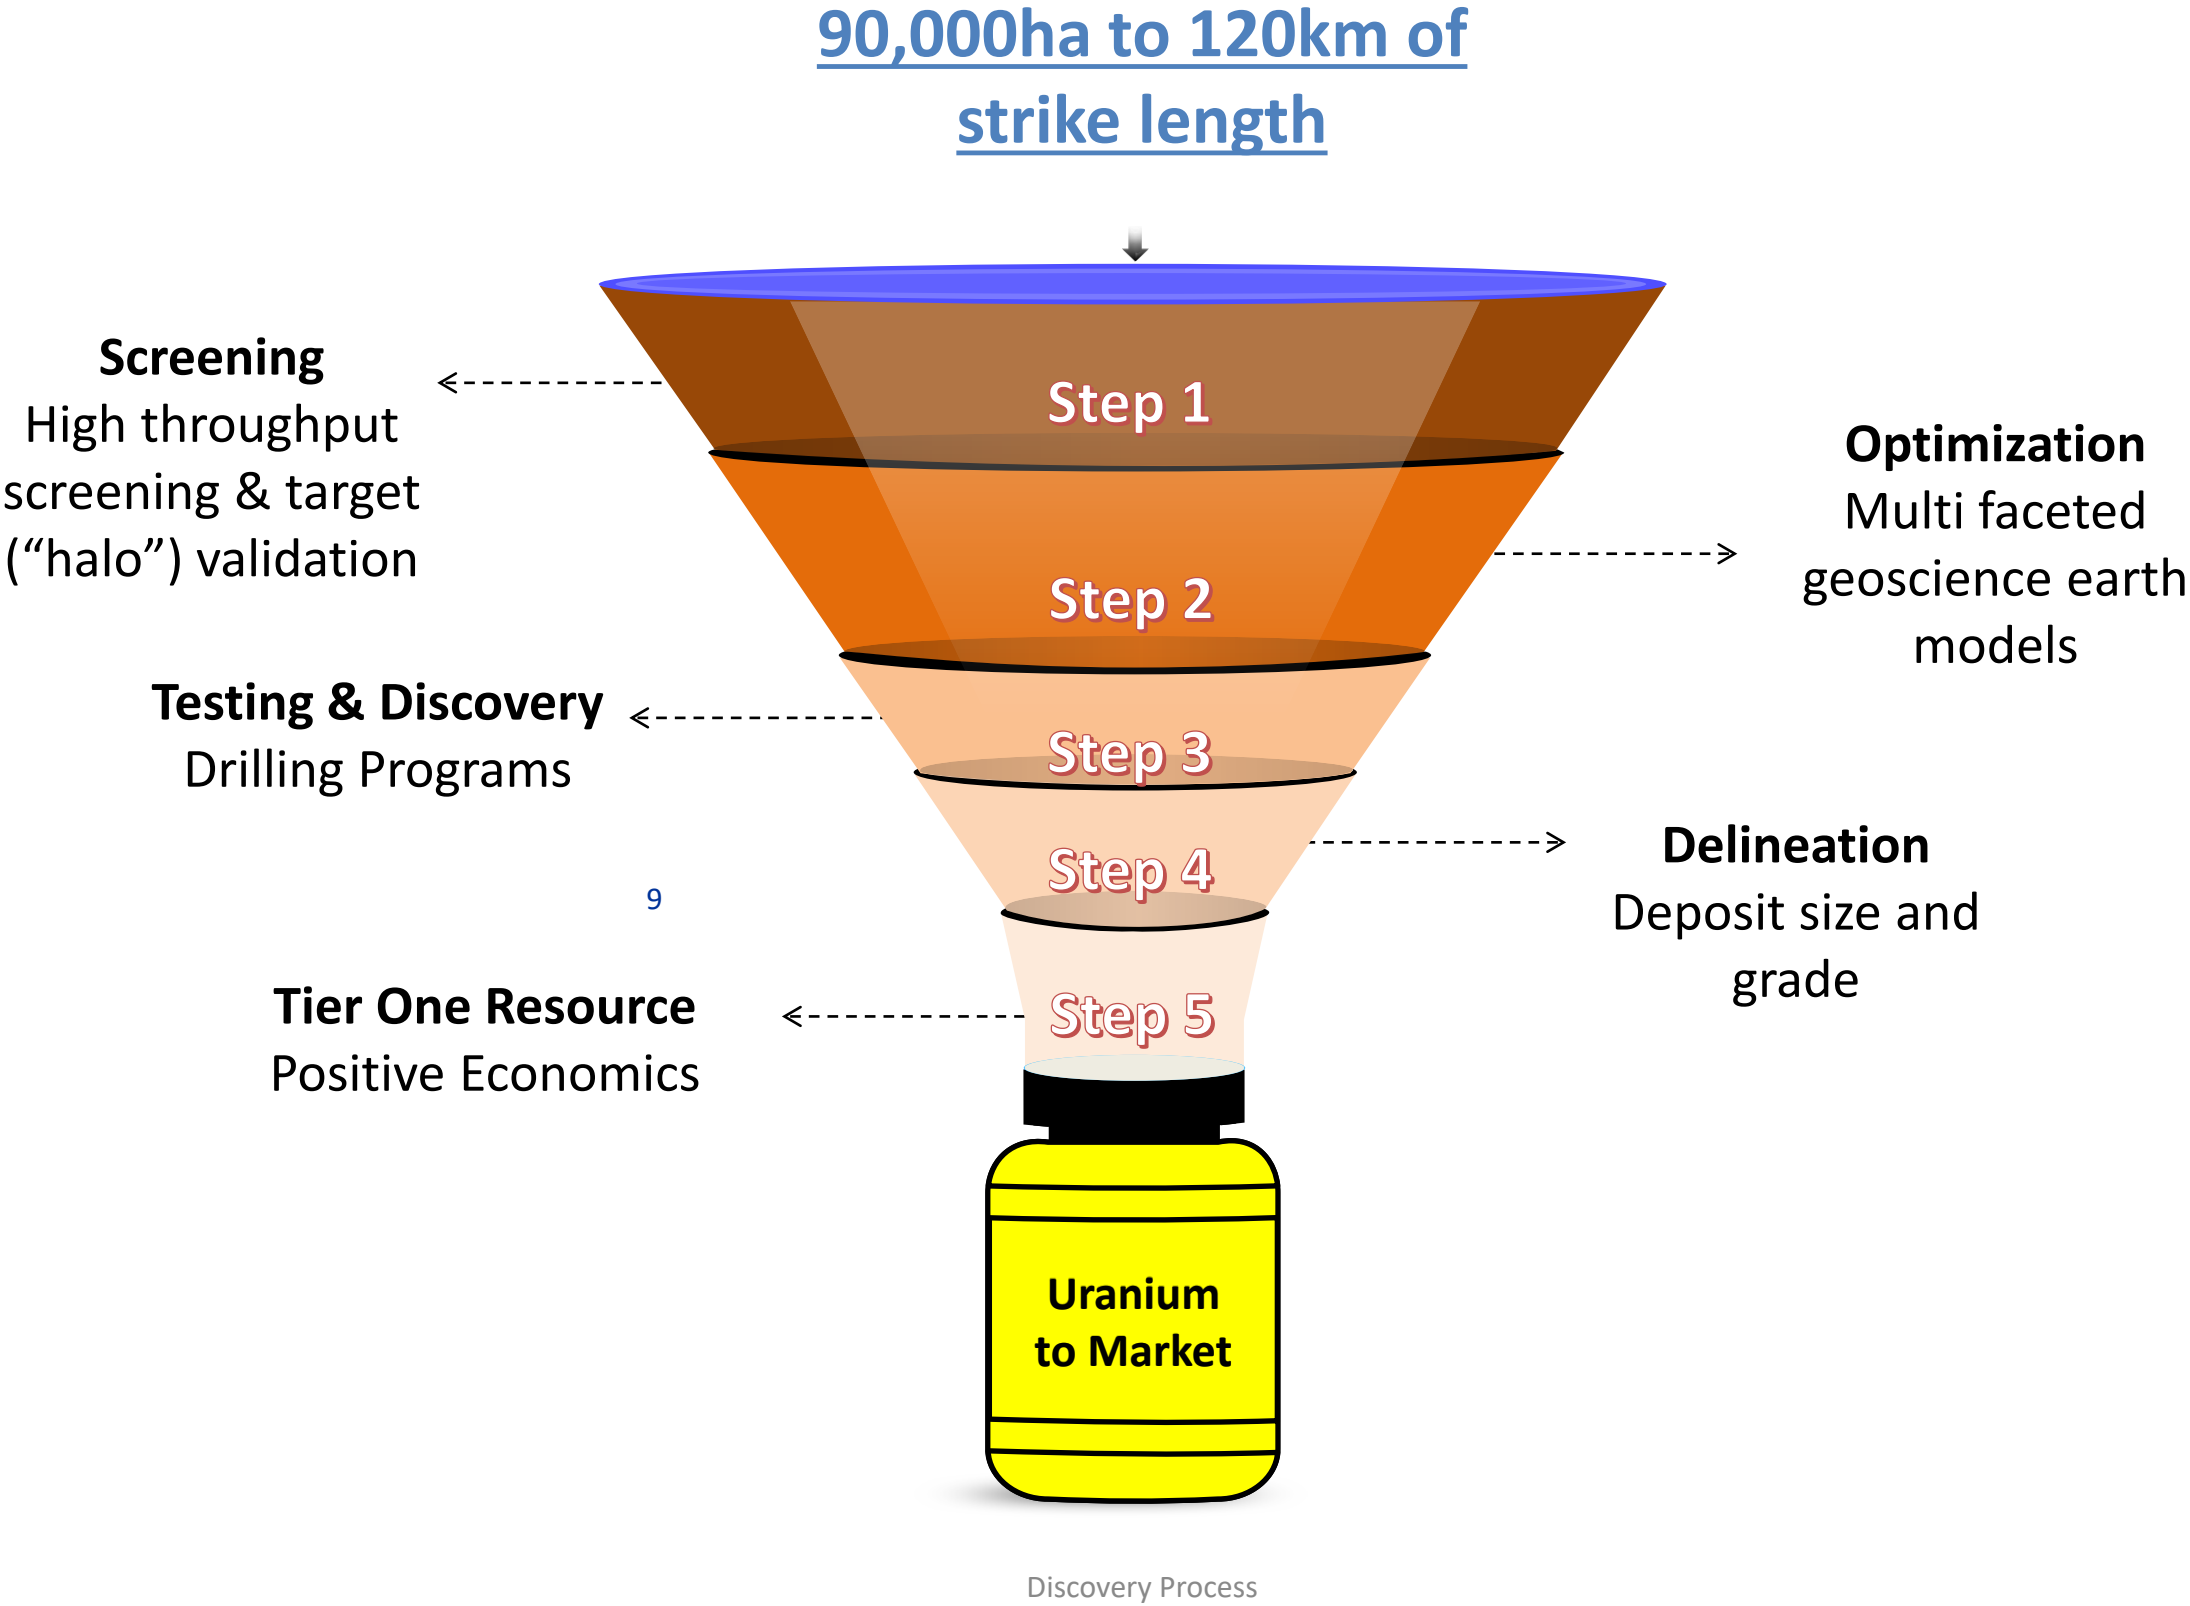 90,000ha to 120km of
strike length
Screening
High throughput
screening & target
(“halo”) validation
Step 1
Optimization
Multi faceted
geoscience earth
models
Step 2
Testing & Discovery
Drilling Programs
Step 3
Step 4
Delineation
Deposit size and
grade
9
Tier One Resource
Positive Economics
Step 5
Uranium
to Market
Discovery Process